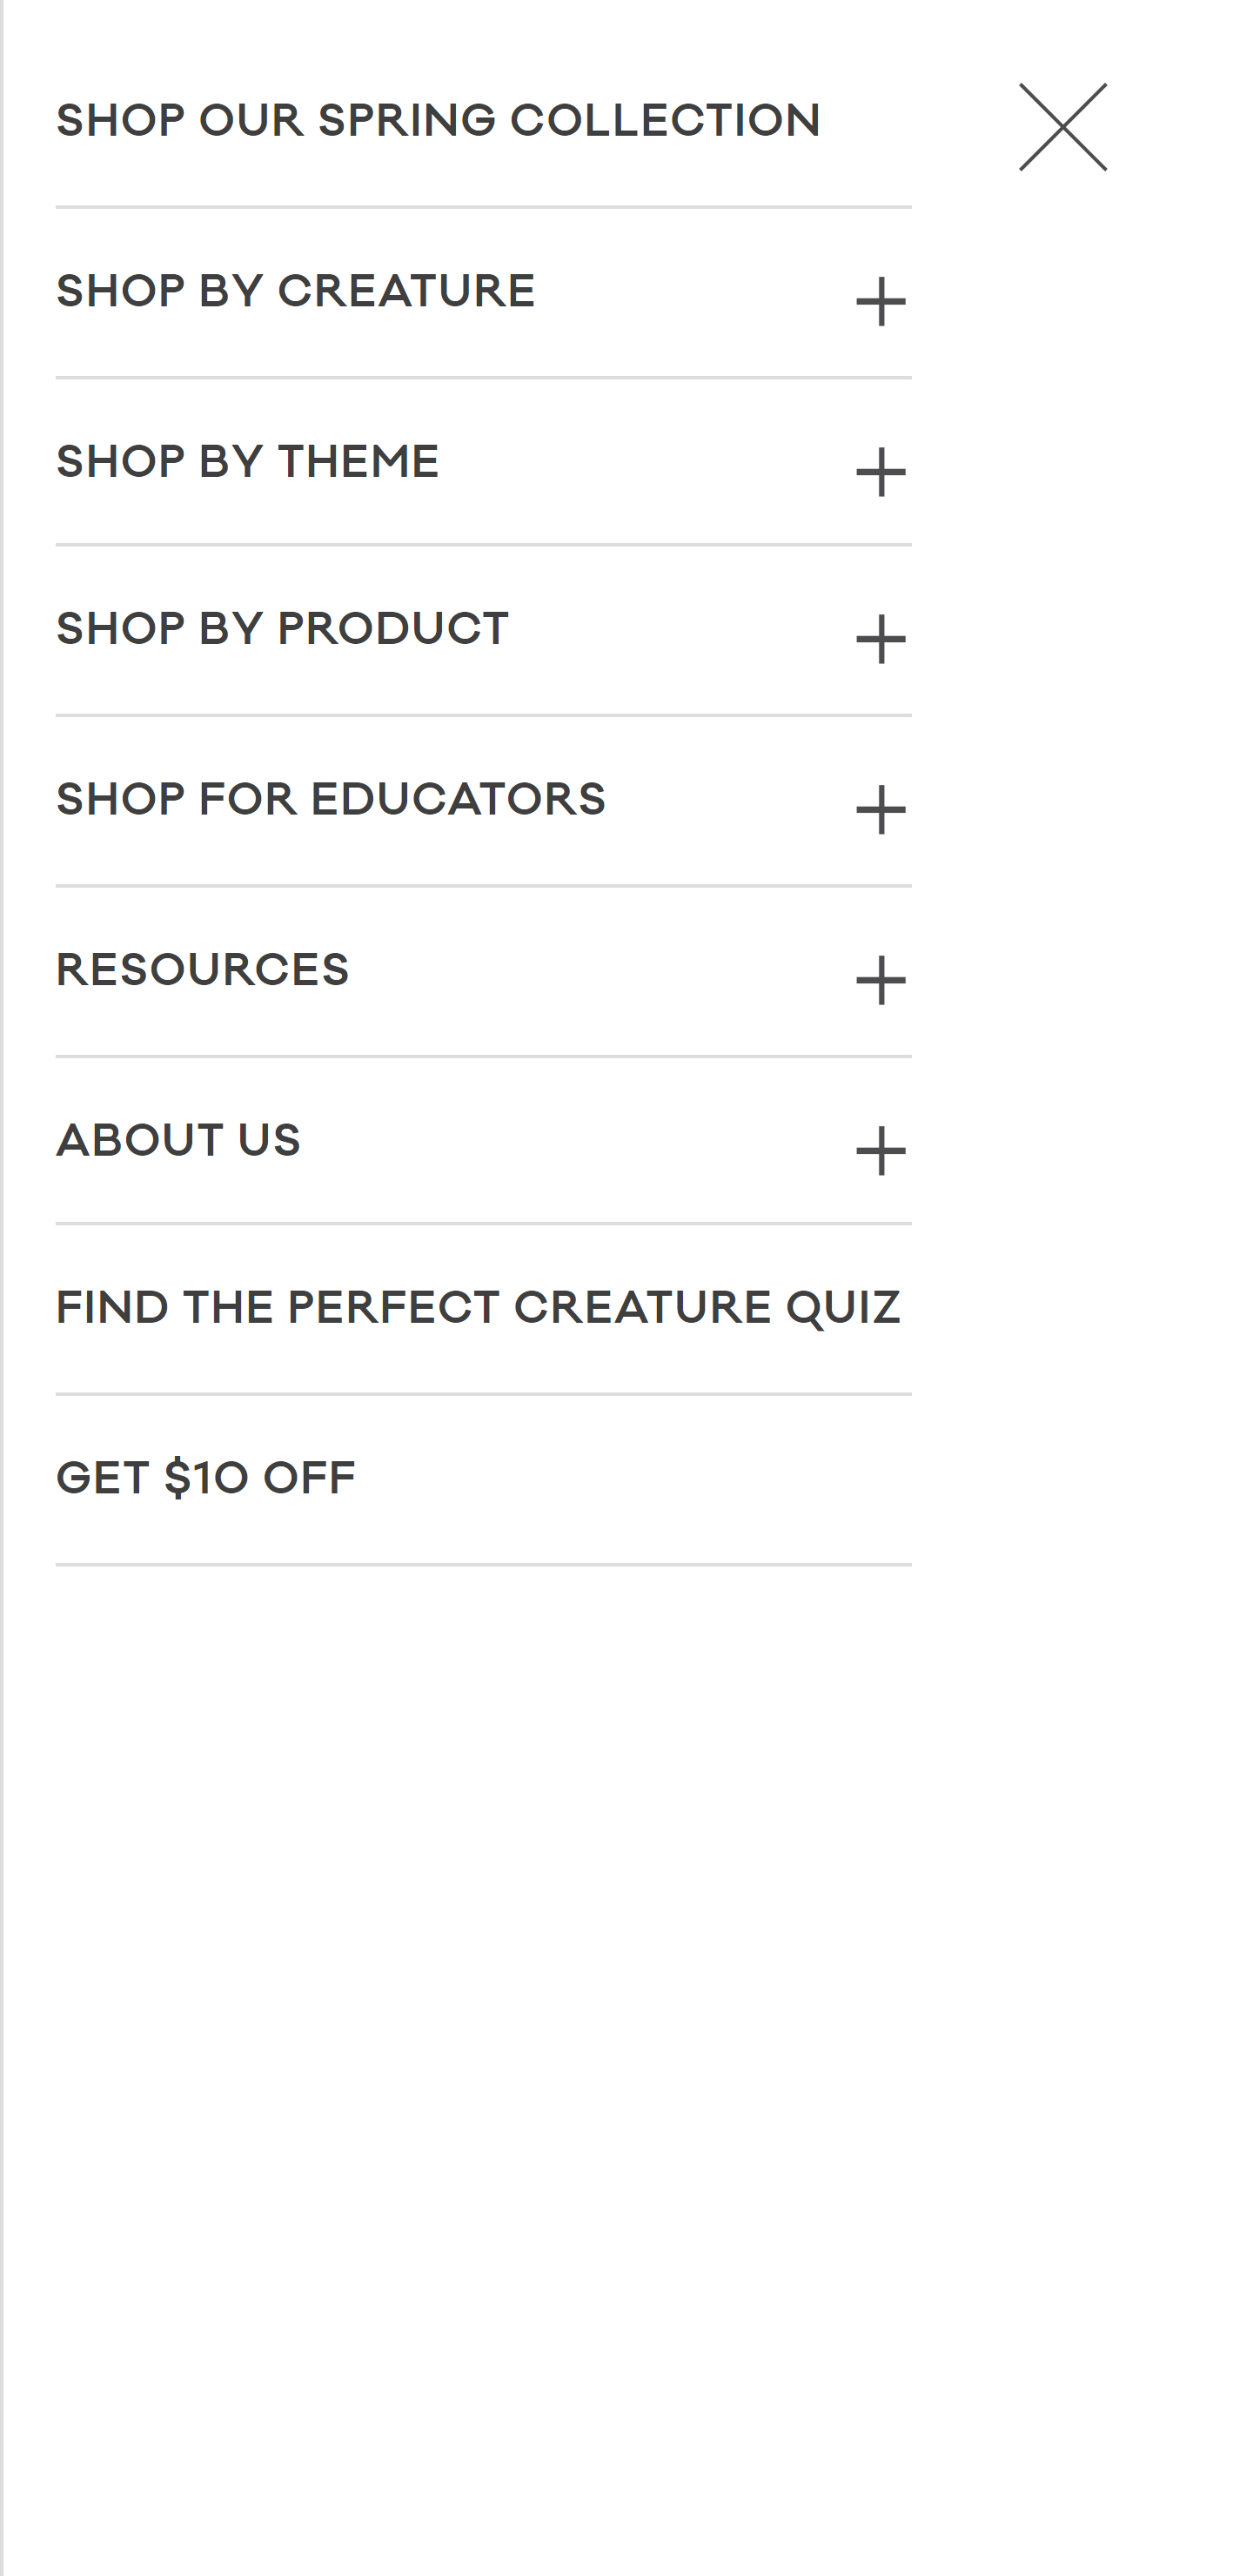 SHOP OUR SPRING COLLECTION
SHOP BY CREATURE
SHOP BY THEME
SHOP BY PRODUCT
SHOP FOR EDUCATORS
RESOURCES
ABOUT US
FIND THE PERFECT CREATURE QUIZ
GET $10 OFF